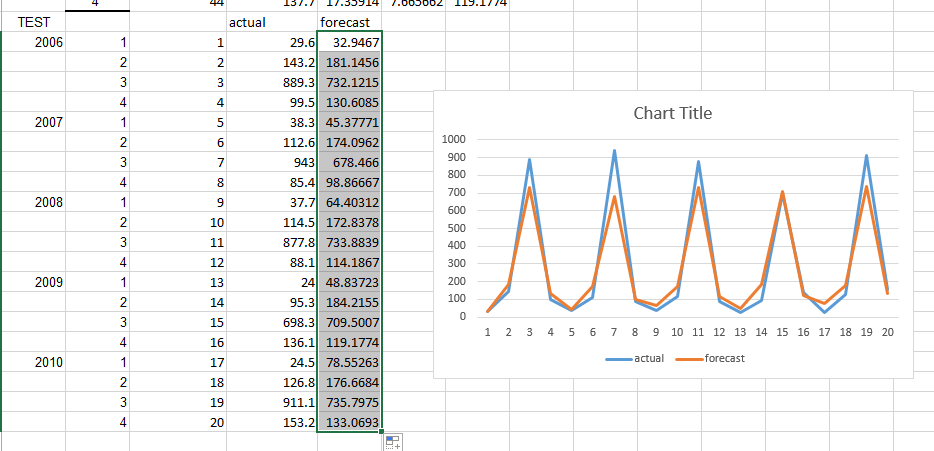 4 44 137.7 17.35914 7.665662 119.1774
TEST actual forecast
2006 1 1 29.6 32.9467
2 2 143.2 181.1456
3 3 889.3 732.1215
4 4 99.5 130.6085
2007 1 5 38.3 45.37771
2 6 112.6 174.0962
3 7 943 678.466
4 8 85.4 98.86667
2008 1 9 37.7 64.40312
2 10 114.5 172.8378
3 11 877.8 733.8839
4 12 88.1 114.1867
2009 1 13 24 48.83723
2 14 95.3 184.2155
3 15 698.3 709.5007
4 16 136.1 119.1774
2010 1 17 24.5 78.55263
2 18 126.8 176.6684
3 19 911.1 735.7975
4 20 153.2 133.0693
Chart Title
1000
900
800
700
600
500
400
300
200
100
0
1 2 3 4 5 6 7 8 9 10 11 12 13 14 15 16 17 18 19 20
actual forecast